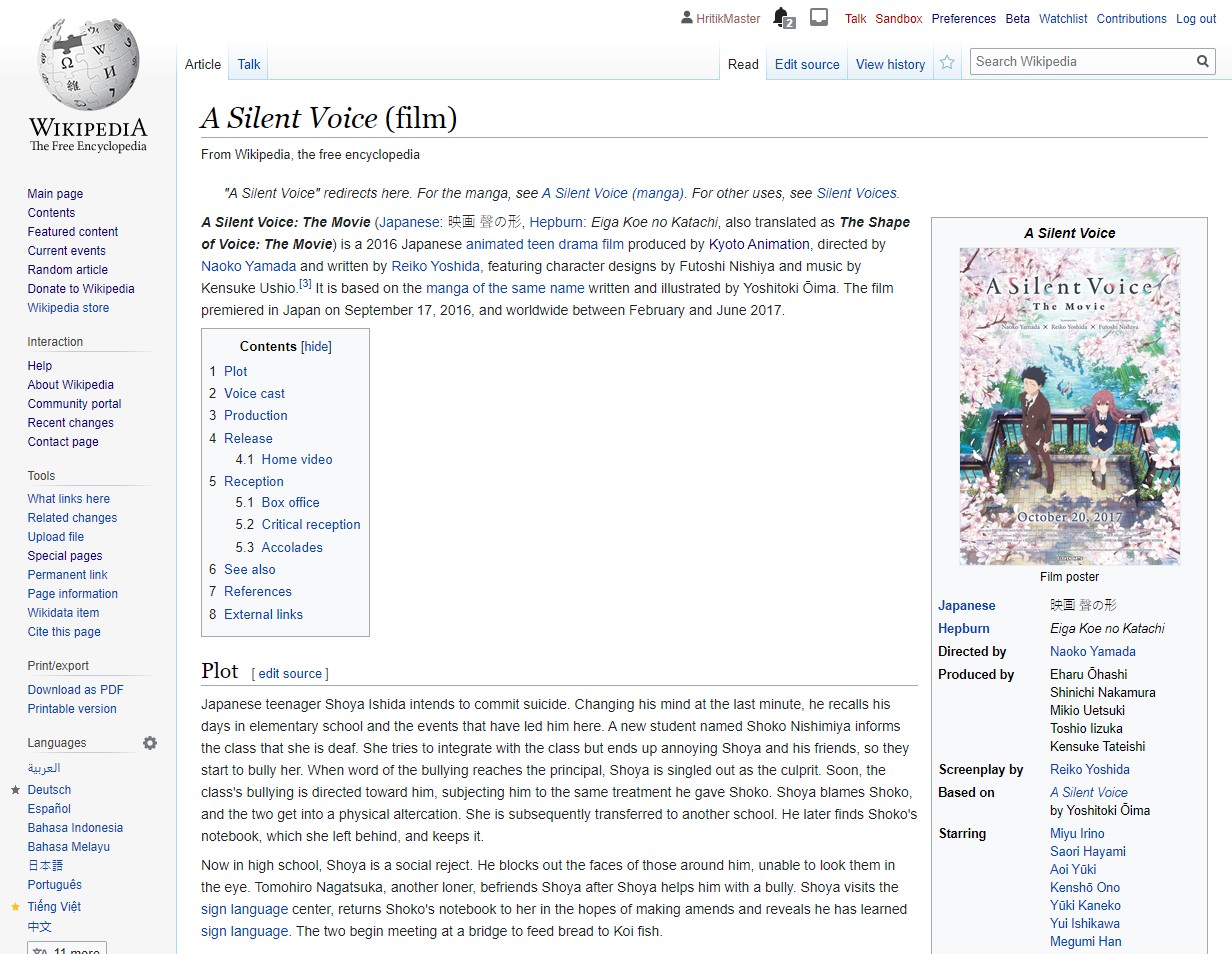 HritikMaster 2 Talk Sandbox Preferences Beta Watchlist Contributions Log out
Article Talk Read Edit source View history Search Wikipedia
WIKIPEDIA
The Free Encyclopedia
Main page
Contents
Featured content
Current events
Random article
Donate to Wikipedia
Wikipedia store
Interaction
Help
About Wikipedia
Community portal
Recent changes
Contact page
Tools
What links here
Related changes
Upload file
Special pages
Permanent link
Page information
Wikidata item
Cite this page
Print/export
Download as PDF
Printable version
Languages
العربية
Deutsch
Español
Bahasa Indonesia
Bahasa Melayu
日本語
Português
Tiếng Việt
中文
11 more
A Silent Voice (film)
From Wikipedia, the free encyclopedia
"A Silent Voice" redirects here. For the manga, see A Silent Voice (manga). For other uses, see Silent Voices.
A Silent Voice: The Movie (Japanese: 映画 聲の形, Hepburn: Eiga Koe no Katachi, also translated as The Shape
of Voice: The Movie) is a 2016 Japanese animated teen drama film produced by Kyoto Animation, directed by
Naoko Yamada and written by Reiko Yoshida, featuring character designs by Futoshi Nishiya and music by
Kensuke Ushio.[3] It is based on the manga of the same name written and illustrated by Yoshitoki Ōima. The film
premiered in Japan on September 17, 2016, and worldwide between February and June 2017.
Contents [hide]
1 Plot
2 Voice cast
3 Production
4 Release
4.1 Home video
5 Reception
5.1 Box office
5.2 Critical reception
5.3 Accolades
6 See also
7 References
8 External links
Plot [ edit source ]
Japanese teenager Shoya Ishida intends to commit suicide. Changing his mind at the last minute, he recalls his
days in elementary school and the events that have led him here. A new student named Shoko Nishimiya informs
the class that she is deaf. She tries to integrate with the class but ends up annoying Shoya and his friends, so they
start to bully her. When word of the bullying reaches the principal, Shoya is singled out as the culprit. Soon, the
class's bullying is directed toward him, subjecting him to the same treatment he gave Shoko. Shoya blames Shoko,
and the two get into a physical altercation. She is subsequently transferred to another school. He later finds Shoko's
notebook, which she left behind, and keeps it.
Now in high school, Shoya is a social reject. He blocks out the faces of those around him, unable to look them in
the eye. Tomohiro Nagatsuka, another loner, befriends Shoya after Shoya helps him with a bully. Shoya visits the
sign language center, returns Shoko's notebook to her in the hopes of making amends and reveals he has learned
sign language. The two begin meeting at a bridge to feed bread to Koi fish.
A Silent Voice
A Silent Voice
The Movie
Naoko Yamada × Reiko Yoshida × Futoshi Nishiya
October 20, 2017
Film poster
Japanese 映画 聲の形
Hepburn Eiga Koe no Katachi
Directed by Naoko Yamada
Produced by Eharu Ōhashi
Shinichi Nakamura
Mikio Uetsuki
Toshio Iizuka
Kensuke Tateishi
Screenplay by Reiko Yoshida
Based on A Silent Voice
by Yoshitoki Ōima
Starring Miyu Irino
Saori Hayami
Aoi Yūki
Kenshō Ono
Yūki Kaneko
Yui Ishikawa
Megumi Han